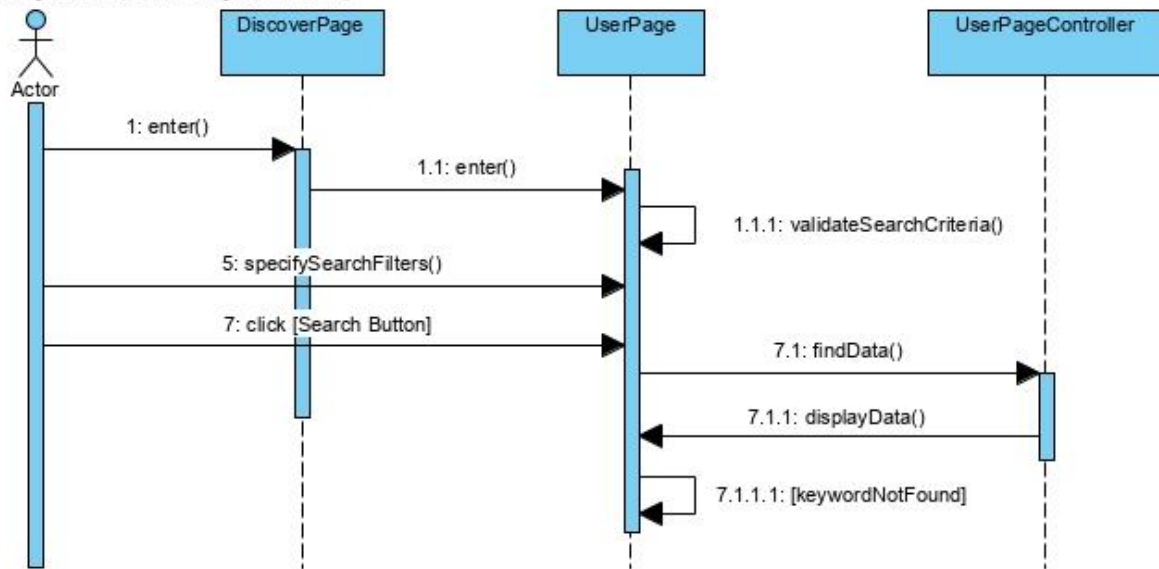 DiscoverPage
UserPage
UserPageController
Actor
1: enter()
1.1: enter()
1.1.1: validateSearchCriteria()
5: specifySearchFilters()
7: click [Search Button]
7.1: findData()
7.1.1: displayData()
7.1.1.1: [keywordNotFound]